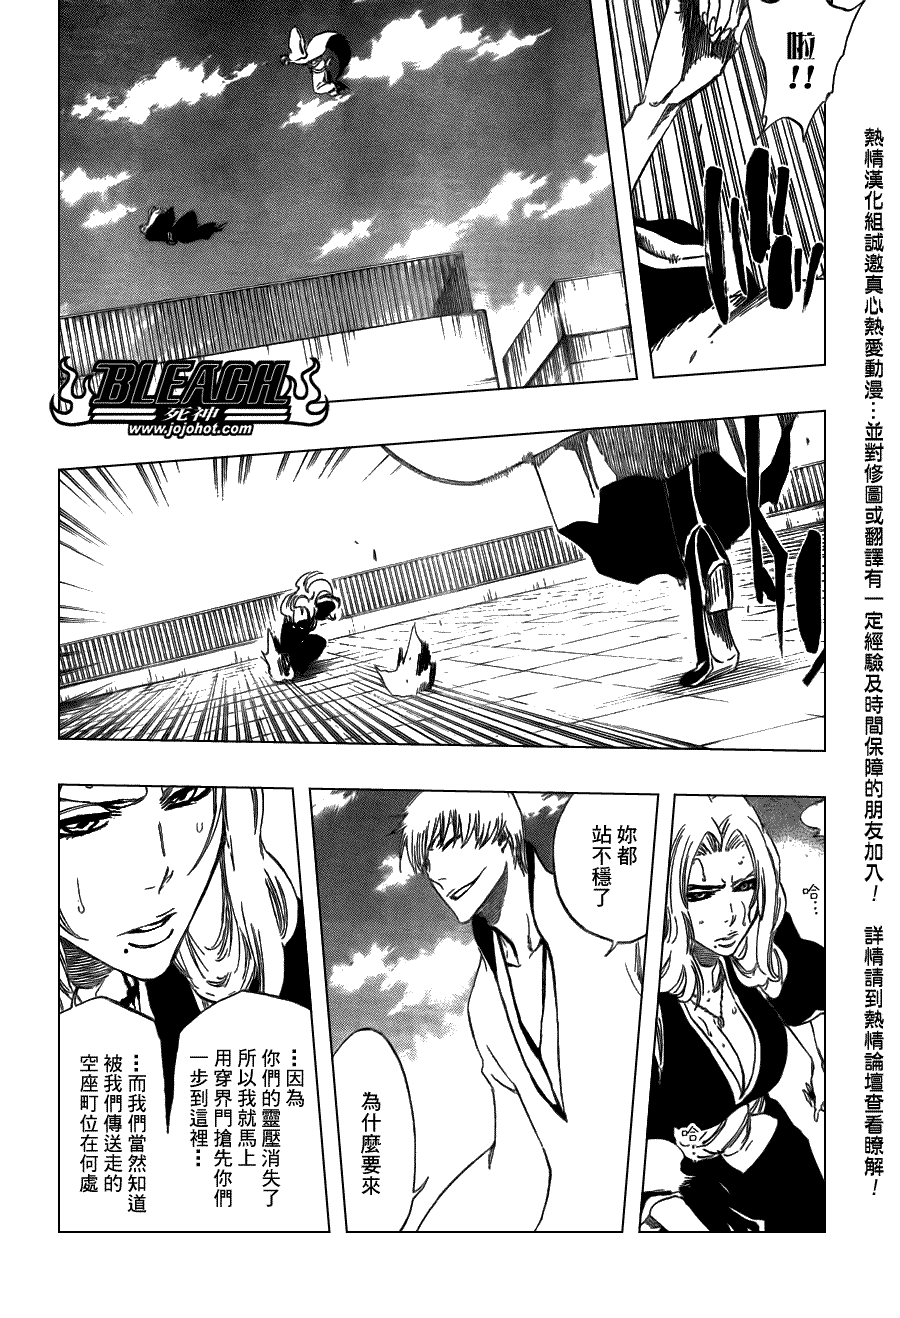 啦!!
BLEACH
死神
www.jojohot.com
哈…
哈…
妳都
站不穩了
為什麼要來
…因為
你們的靈壓消失了
所以我就馬上
用穿界門搶先你們
一步到這裡…
…而我們當然知道
被我們傳送走的
空座町位在何處
熱情漢化組誠邀真心熱愛動漫…並對修圖或翻譯有一定經驗及時間保障的朋友加入！ 詳情請到熱情論壇查看瞭解！